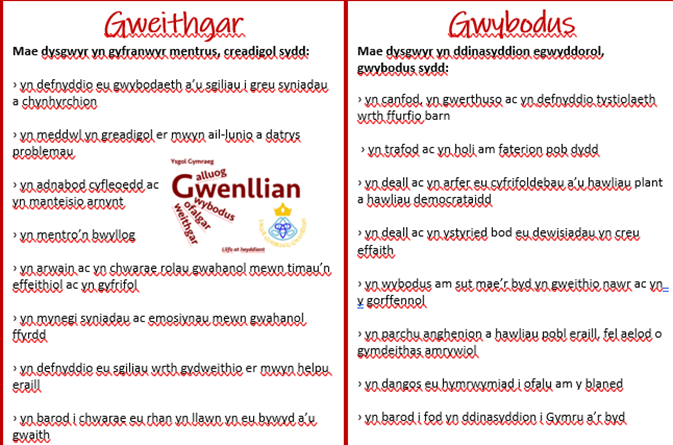 Gweithgar
Mae dysgwyr yn gyfranwyr mentrus, creadigol sydd:
› yn defnyddio eu gwybodaeth a'u sgiliau i greu syniadau
a chynhyrchion
› yn meddwl yn greadigol er mwyn ail-lunio a datrys
problemau
› yn adnabod cyfleoedd ac
yn manteisio arnynt
› yn mentro'n bwyllog
› yn arwain ac yn chwarae rolau gwahanol mewn timau'n
effeithiol ac yn gyfrifol
› yn mynegi syniadau ac emosiynau mewn gwahanol
ffyrdd
› yn defnyddio eu sgiliau wrth gydweithio er mwyn helpu
eraill
› yn barod i chwarae eu rhan yn llawn yn eu bywyd a'u
gwaith
Ysgol Gymraeg
alluog
Gwenllian
wybodus
ofalgar
weithgar
Gwybodus
Mae dysgwyr yn ddinasyddion egwyddorol,
gwybodus sydd:
› yn canfod, yn gwerthuso ac yn defnyddio tystiolaeth
wrth ffurfio barn
› yn trafod ac yn holi am faterion pob dydd
› yn deall ac yn arfer eu cyfrifoldebau a'u hawliau plant
a hawliau democrataidd
› yn deall ac yn ystyried bod eu dewisiadau yn creu
effaith
› yn wybodus am sut mae'r byd yn gweithio nawr ac yn
y gorffennol
› yn parchu anghenion a hawliau pobl eraill, fel aelod o
gymdeithas amrywiol
› yn dangos eu hymrwymiad i ofalu am y blaned
› yn barod i fod yn ddinasyddion i Gymru a'r byd